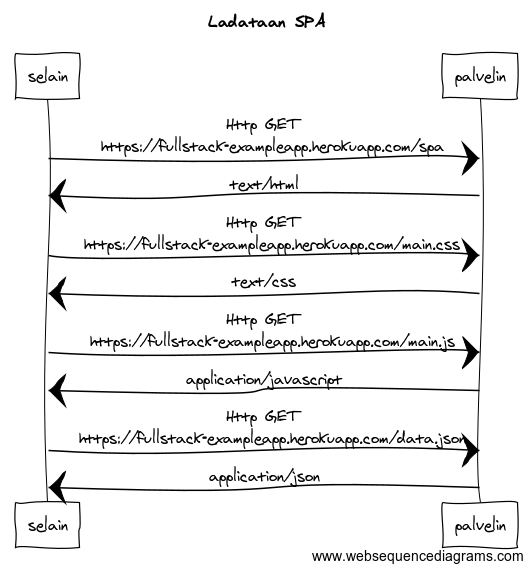 Ladataan SPA
selain
palvelin
Http GET
https://fullstack-exampleapp.herokuapp.com/spa
text/html
Http GET
https://fullstack-exampleapp.herokuapp.com/main.css
text/css
Http GET
https://fullstack-exampleapp.herokuapp.com/main.js
application/javascript
Http GET
https://fullstack-exampleapp.herokuapp.com/data.json
application/json
selain
palvelin
www.websequencediagrams.com